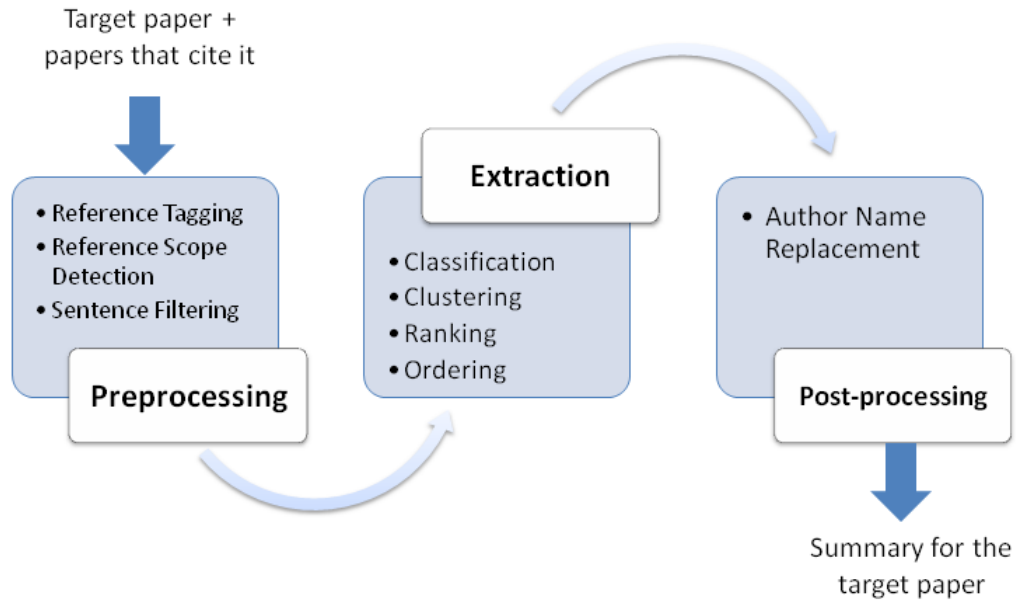 Target paper +
papers that cite it
• Reference Tagging
• Reference Scope
Detection
• Sentence Filtering
Preprocessing
Extraction
• Classification
• Clustering
• Ranking
• Ordering
• Author Name
Replacement
Post-processing
Summary for the
target paper